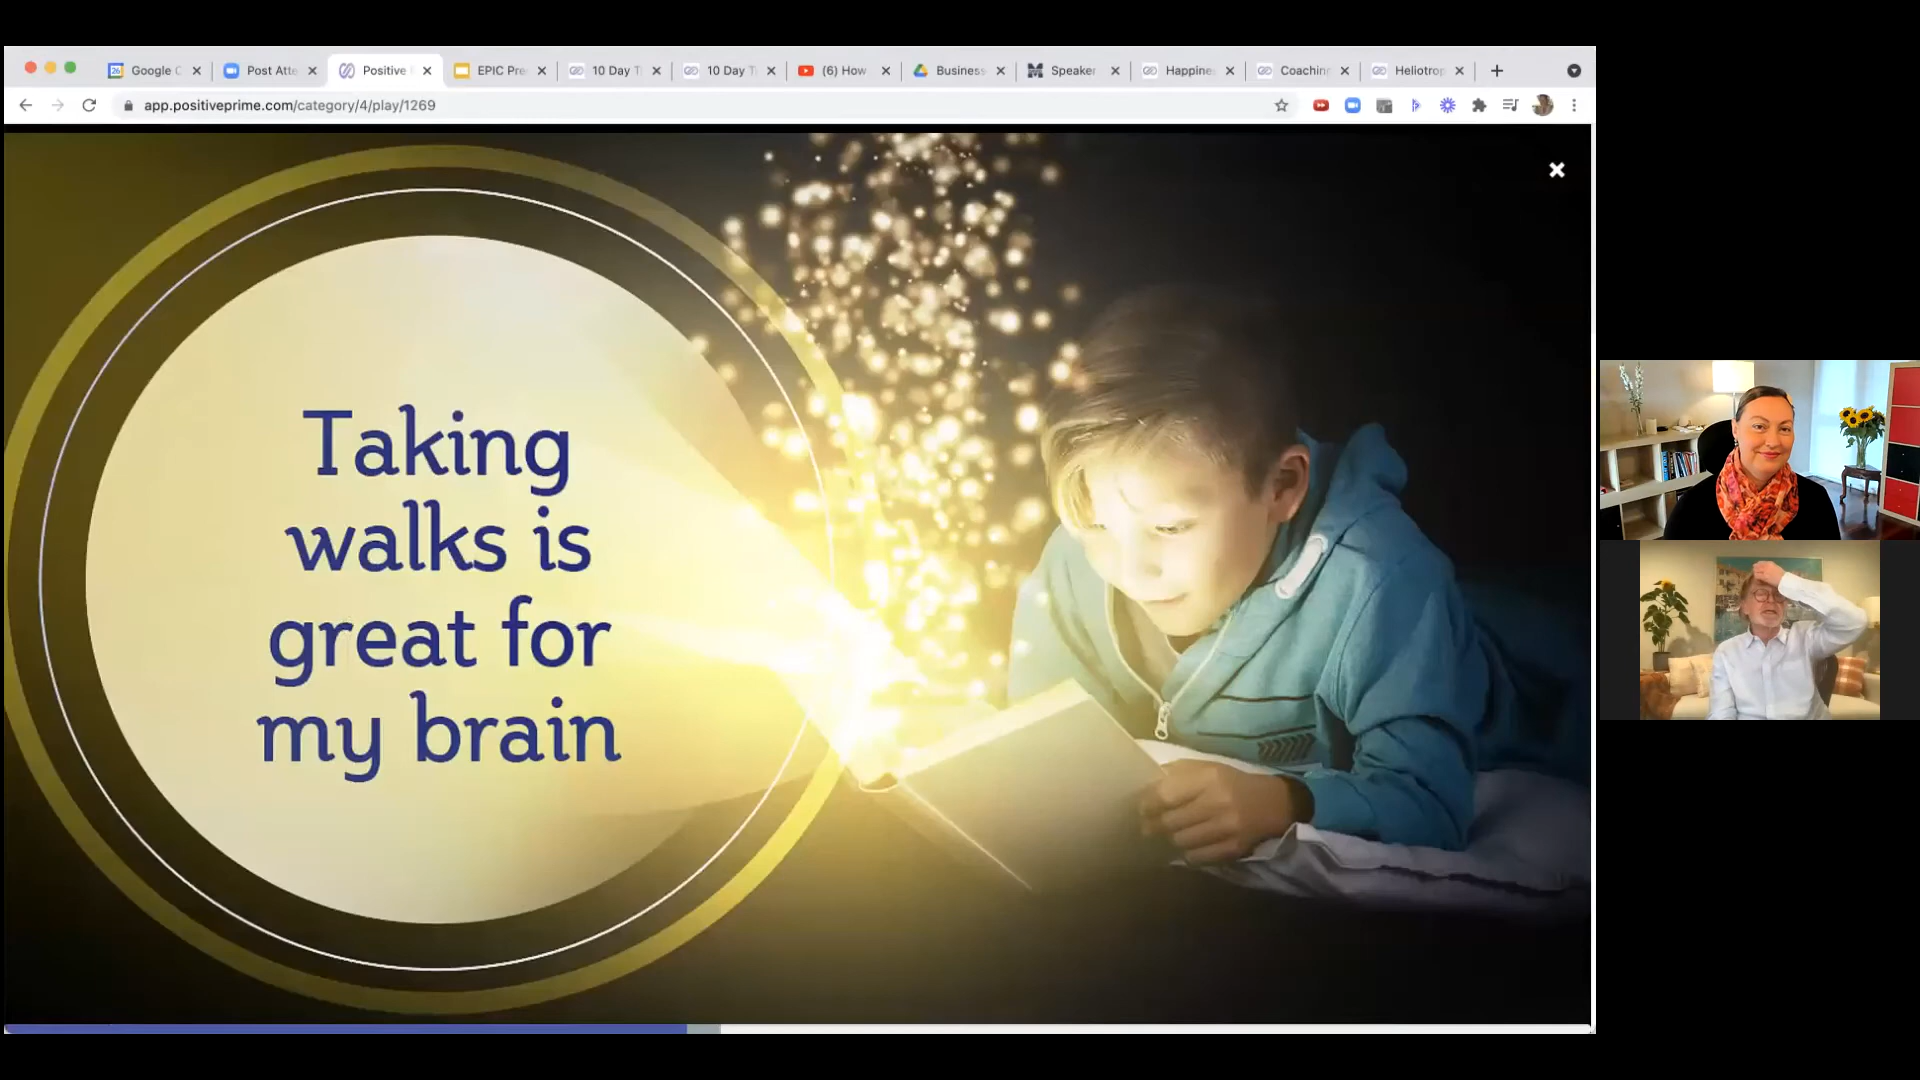 Google C
Post Atte
Positive
EPIC Pre
10 Day T
10 Day T
(6) How
Business
Speaker
Happine
Coaching
Heliotrop
app.positiveprime.com/category/4/play/1269
Taking
walks is
great for
my brain